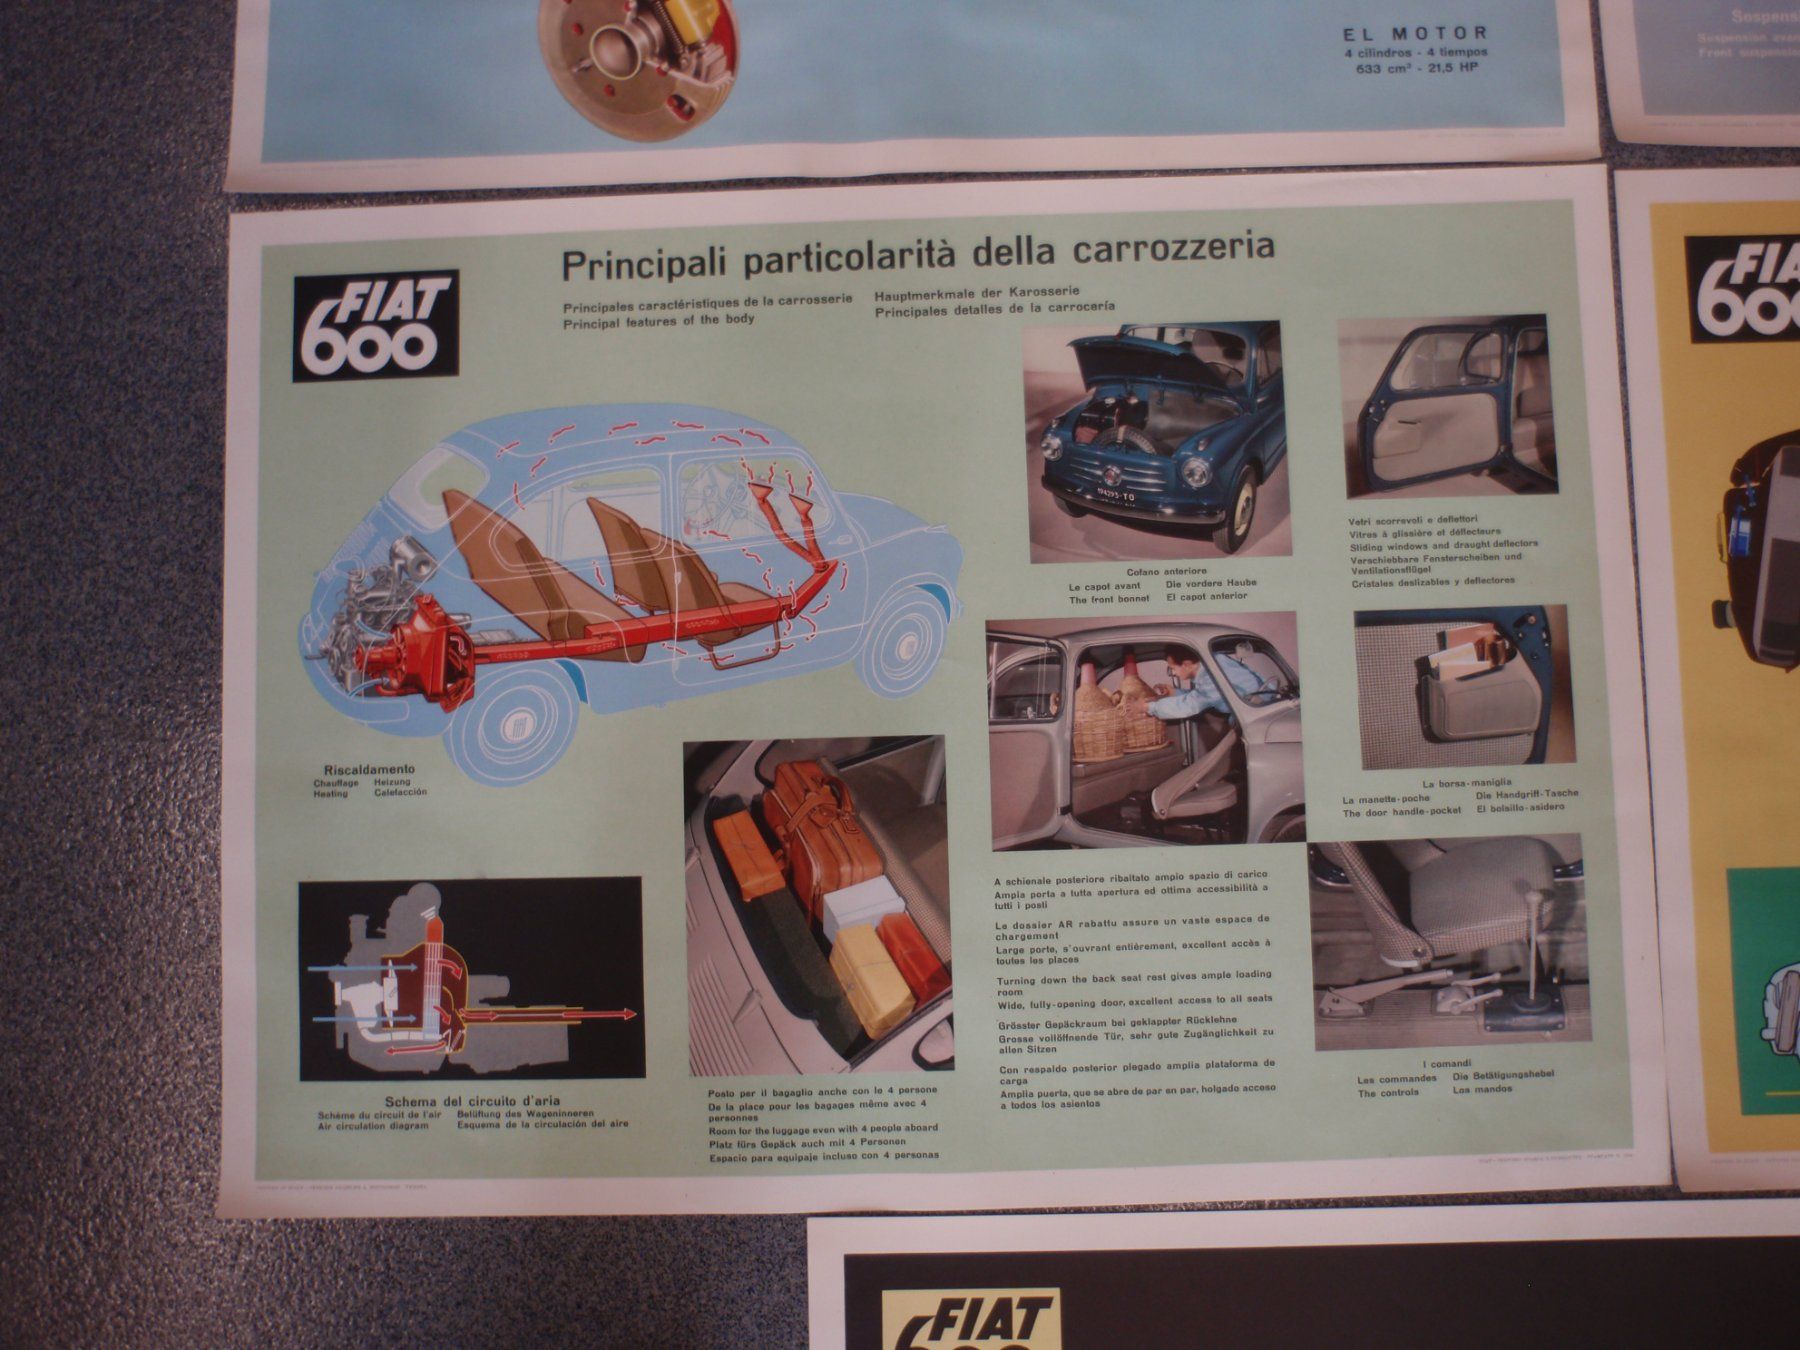 EL MOTOR
4 cilindros - 4 tiempos
633 cm³ - 21,5 HP
Suspension
Front suspension
FIAT
600
Principali particolarità della carrozzeria
Principales caractéristiques de la carrosserie
Principal features of the body
Hauptmerkmale der Karosserie
Principales detalles de la carrocería
Cofano anteriore
Le capot avant Die vordere Haube
The front bonnet El capot anterior
Vetri scorrevoli e deflettori
Vitres à glissière et déflecteurs
Sliding windows and draught deflectors
Verschiebbare Fensterscheiben und
Ventilationsflügel
Cristales deslizables y deflectores
Riscaldamento
Chauffage Heizung
Heating Calefacción
La borsa-maniglia
La manette-poche Die Handgriff-Tasche
The door handle-pocket El bolsillo-asidero
A schienale posteriore ribaltato ampio spazio di carico
Ampia porta a tutta apertura ed ottima accessibilità a
tutti i posti
Le dossier AR rabattu assure un vaste espace de
chargement
Large porte, s'ouvrant entièrement, excellent accès à
toutes les places
Turning down the back seat rest gives ample loading
room
Wide, fully-opening door, excellent access to all seats
Grösster Gepäckraum bei geklappter Rücklehne
Grosse vollöffnende Tür, sehr gute Zugänglichkeit zu
allen Sitzen
Con respaldo posterior plegado amplia plataforma de
carga
Amplia puerta, que se abre de par en par, holgado acceso
a todos los asientos
I comandi
Les commandes Die Betätigungshebel
The controls Los mandos
Schema del circuito d'aria
Schéma du circuit de l'air Belüftung des Wageninneren
Air circulation diagram Esquema de la circulación del aire
Posto per il bagaglio anche con le 4 persone
De la place pour les bagages même avec 4
personnes
Room for the luggage even with 4 people aboard
Platz fürs Gepäck auch mit 4 Personen
Espacio para equipaje incluso con 4 personas
FIAT
600